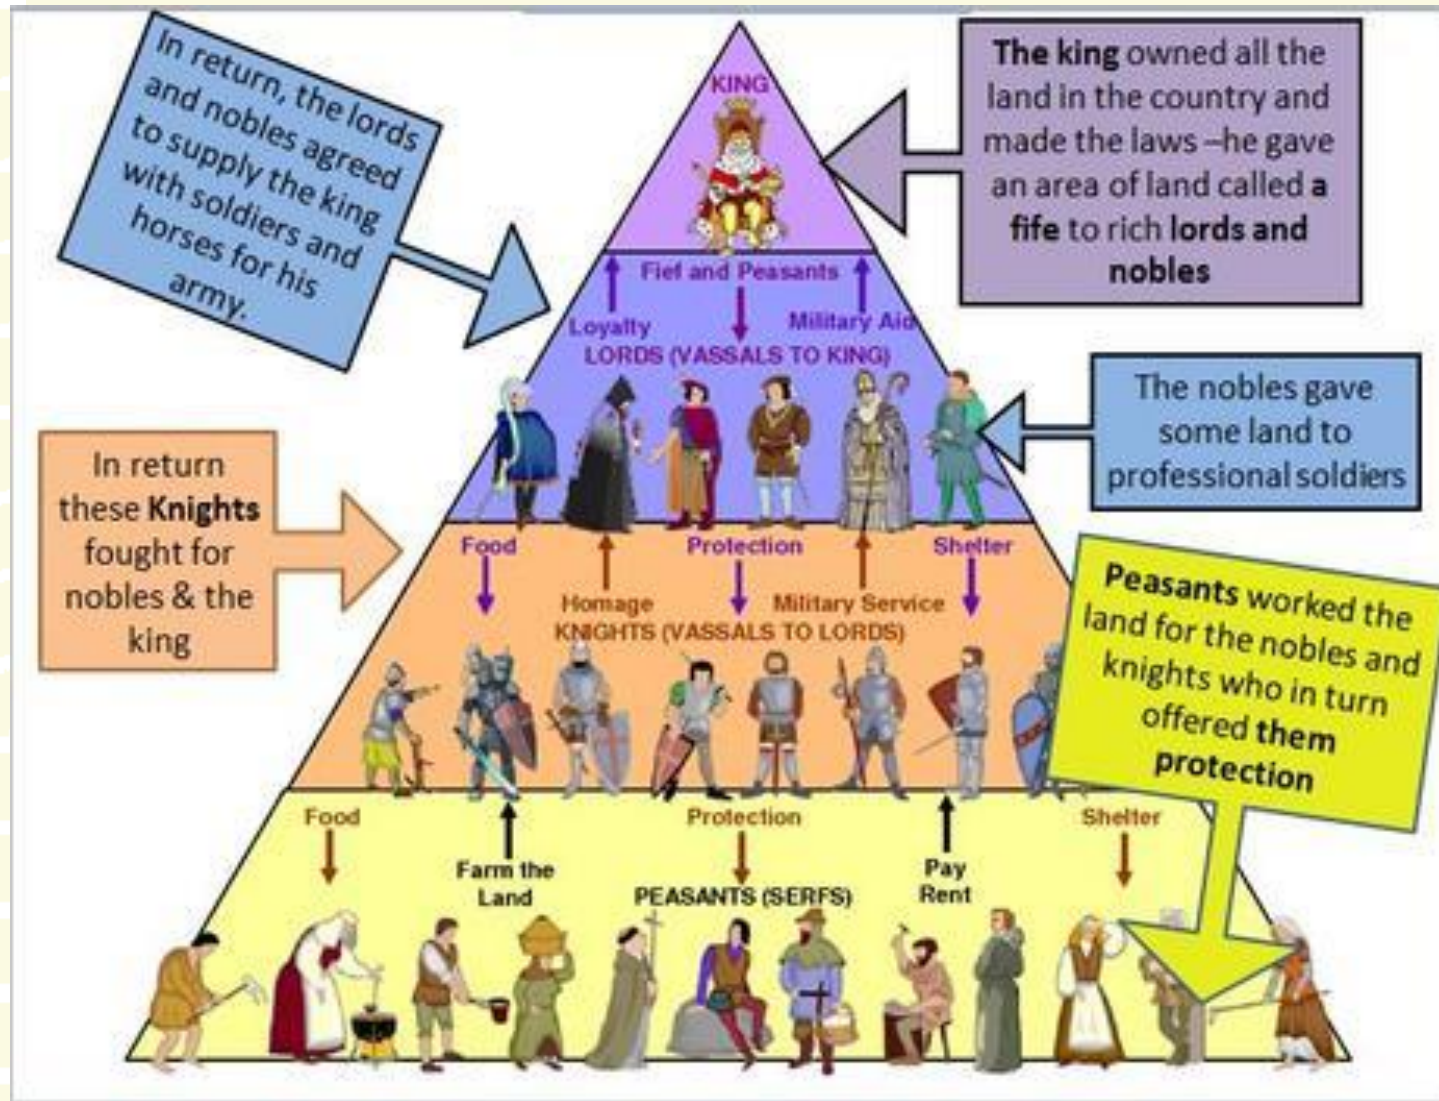 In return, the lords
and nobles agreed
to supply the king
with soldiers and
horses for his
army.
KING
The king owned all the
land in the country and
made the laws –he gave
an area of land called a
fife to rich lords and
nobles
Fief and Peasants
Loyalty
Military Aid
LORDS (VASSALS TO KING)
The nobles gave
some land to
professional soldiers
In return
these Knights
fought for
nobles & the
king
Food
Protection
Shelter
Homage
Military Service
KNIGHTS (VASSALS TO LORDS)
Peasants worked the
land for the nobles and
knights who in turn
offered them
protection
Food
Protection
Shelter
Farm the
Land
PEASANTS (SERFS)
Pay
Rent